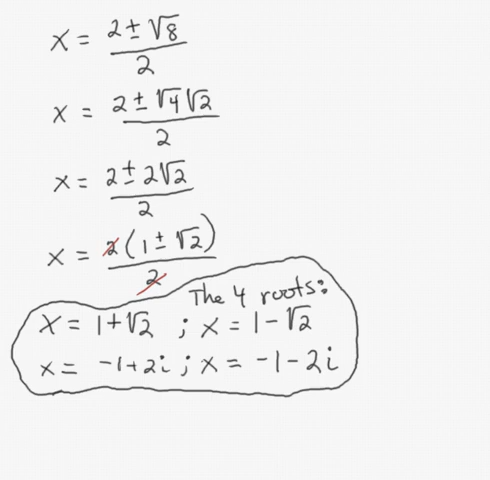 x = 2 ± √8 / 2
x = 2 ± √4 √2 / 2
x = 2 ± 2√2 / 2
x = 2(1 ± √2) / 2
The 4 roots:
x = 1+√2 ; x = 1-√2
x = -1+2i ; x = -1-2i